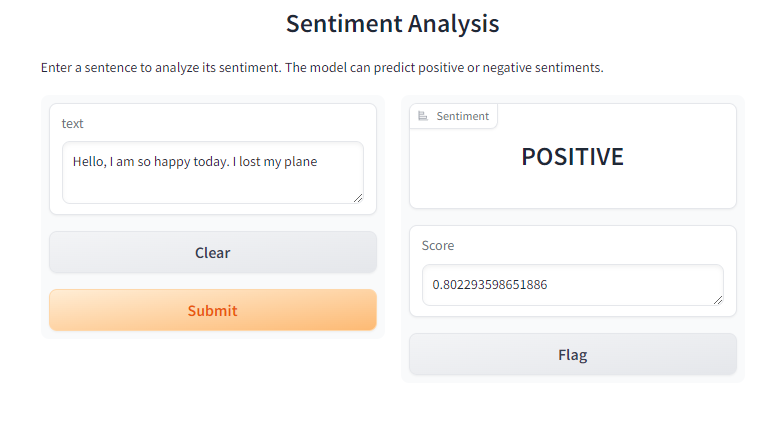 Sentiment Analysis
Enter a sentence to analyze its sentiment. The model can predict positive or negative sentiments.
text
Hello, I am so happy today. I lost my plane
Clear
Submit
Sentiment
POSITIVE
Score
0.802293598651886
Flag